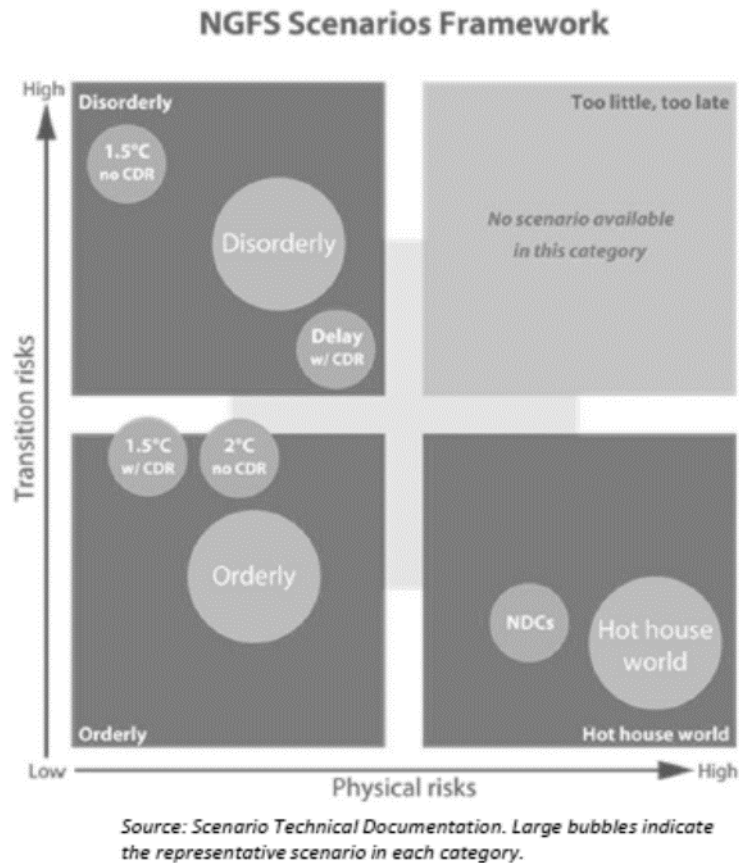 NGFS Scenarios Framework
High
Disorderly
Too little, too late
1.5°C
no CDR
No scenario available
in this category
Disorderly
Delay
w/ CDR
Transition risks
1.5°C
w/ CDR
2°C
no CDR
Orderly
NDCs
Hot house
world
Orderly
Hot house world
Low
High
Physical risks
Source: Scenario Technical Documentation. Large bubbles indicate
the representative scenario in each category.